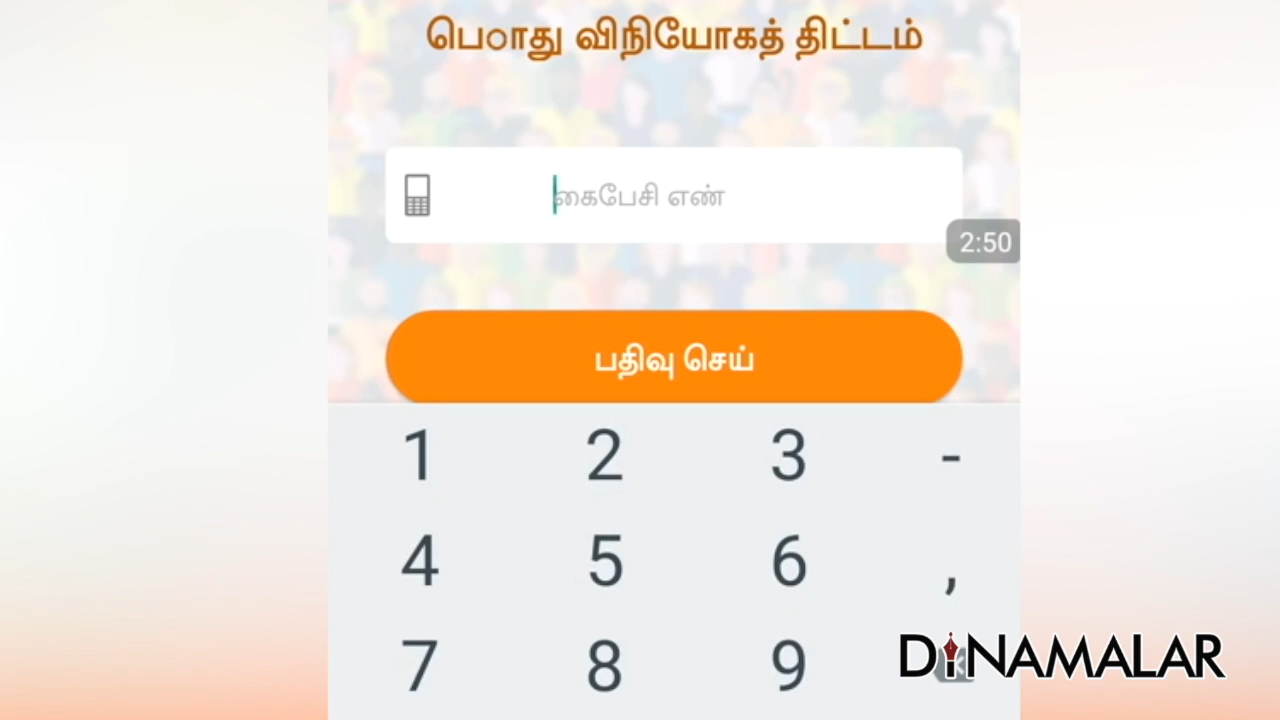 பொது விநியோகத் திட்டம்
கைபேசி எண்
2:50
பதிவு செய்
1 2 3 -
4 5 6 ,
7 8 9
DINAMALAR